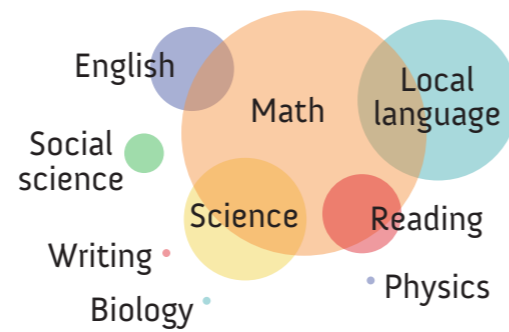 English
Math
Local
language
Social
science
Science
Reading
Writing
Physics
Biology